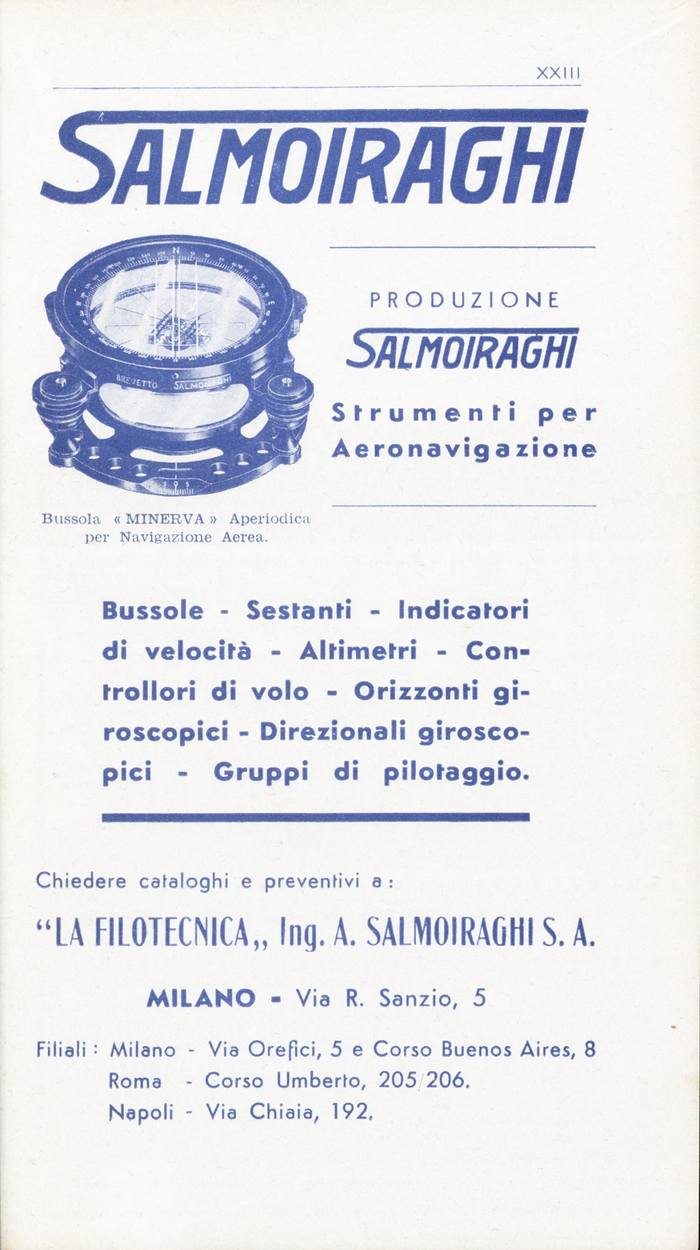 XXIII
SALMOIRAGHI
N
BREVETTO SALMOIRAGHI
PRODUZIONE
SALMOIRAGHI
Strumenti per
Aeronavigazione
Bussola « MINERVA » Aperiodica
per Navigazione Aerea.
Bussole - Sestanti - Indicatori
di velocità - Altimetri - Con-
trollori di volo - Orizzonti gi-
roscopici - Direzionali girosco-
pici - Gruppi di pilotaggio.
Chiedere cataloghi e preventivi a :
“LA FILOTECNICA„ Ing. A. SALMOIRAGHI S. A.
MILANO - Via R. Sanzio, 5
Filiali : Milano - Via Orefici, 5 e Corso Buenos Aires, 8
Roma - Corso Umberto, 205/206.
Napoli - Via Chiaia, 192.